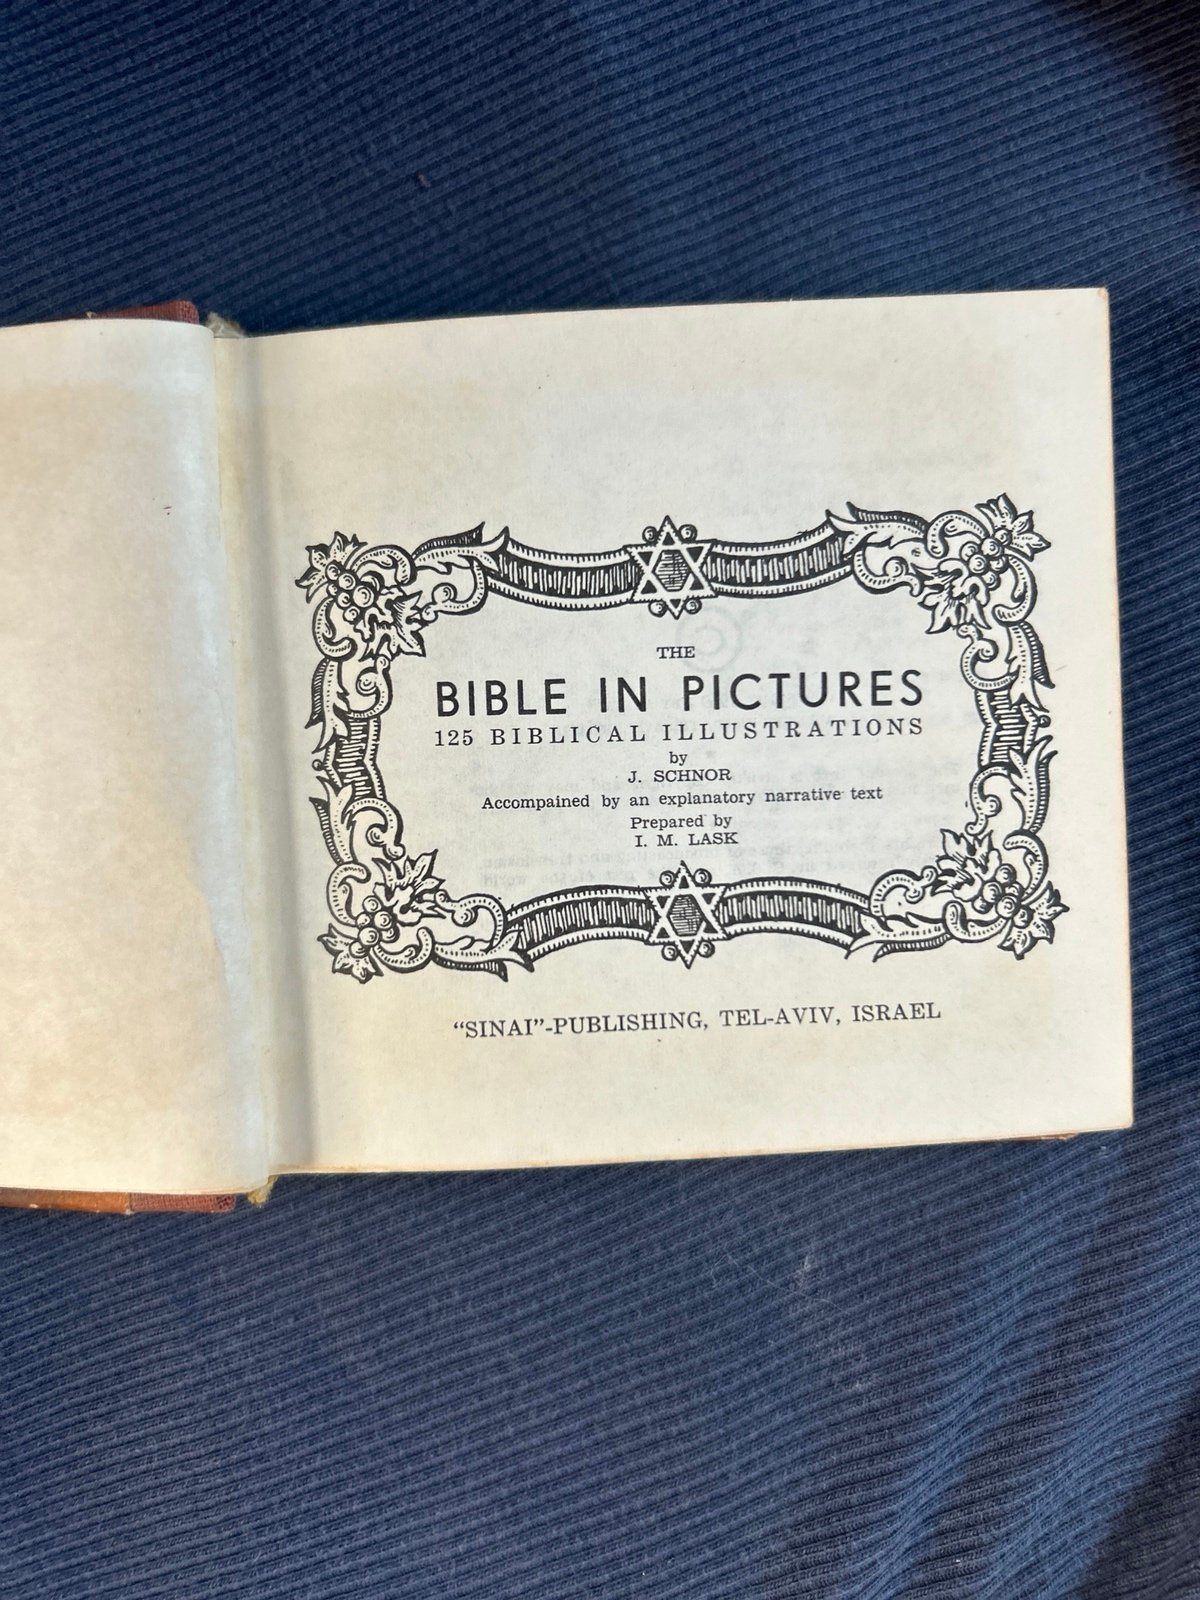 THE
BIBLE IN PICTURES
125 BIBLICAL ILLUSTRATIONS
by
J. SCHNOR
Accompained by an explanatory narrative text
Prepared by
I. M. LASK
“SINAI”-PUBLISHING, TEL-AVIV, ISRAEL